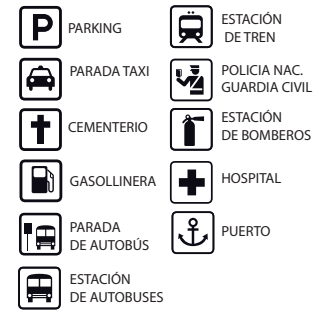 P PARKING
PARADA TAXI
CEMENTERIO
GASOLLINERA
PARADA
DE AUTOBÚS
ESTACIÓN
DE AUTOBUSES
ESTACIÓN
DE TREN
POLICIA NAC.
GUARDIA CIVIL
ESTACIÓN
DE BOMBEROS
HOSPITAL
PUERTO